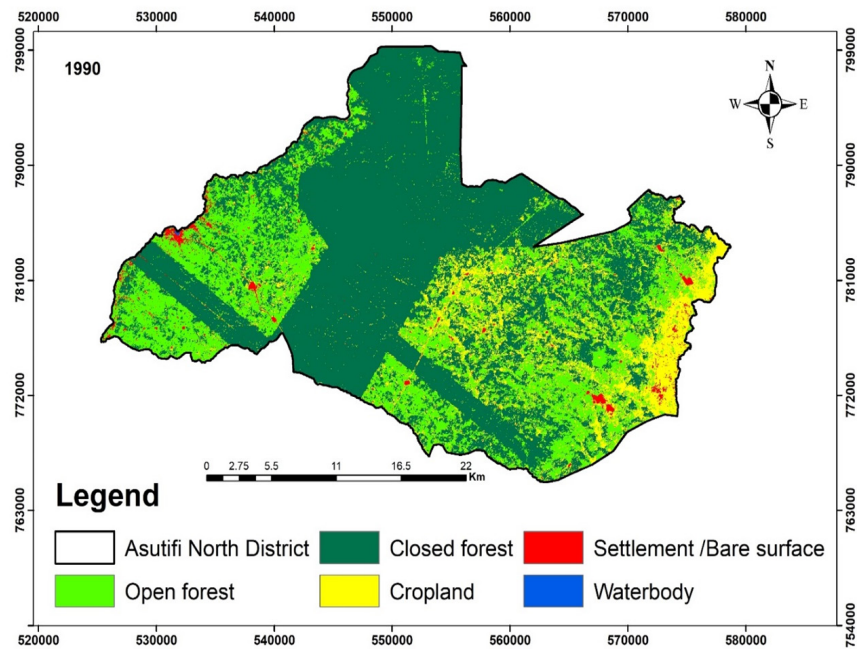 520000 530000 540000 550000 560000 570000 580000
799000 799000
1990
N
W E
S
790000 790000
781000 781000
772000 772000
0 2.75 5.5 11 16.5 22
Km
763000 763000
Legend
Asutifi North District Closed forest Settlement /Bare surface
Open forest Cropland Waterbody
754000
520000 530000 540000 550000 560000 570000 580000